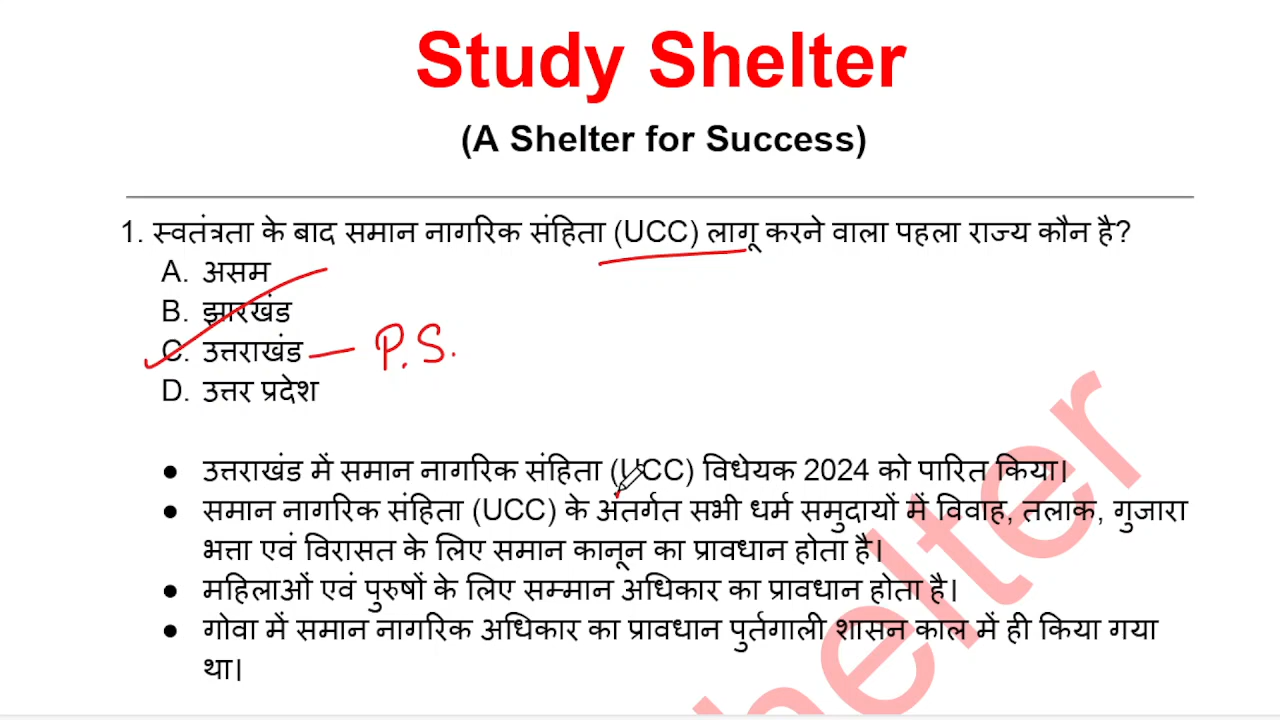 Study Shelter
(A Shelter for Success)
1. स्वतंत्रता के बाद समान नागरिक संहिता (UCC) लागू करने वाला पहला राज्य कौन है?
A. असम
B. झारखंड
C. उत्तराखंड — P.S.
D. उत्तर प्रदेश
● उत्तराखंड में समान नागरिक संहिता (UCC) विधेयक 2024 को पारित किया।
● समान नागरिक संहिता (UCC) के अंतर्गत सभी धर्म समुदायों में विवाह, तलाक, गुजारा
भत्ता एवं विरासत के लिए समान कानून का प्रावधान होता है।
● महिलाओं एवं पुरुषों के लिए सम्मान अधिकार का प्रावधान होता है।
● गोवा में समान नागरिक अधिकार का प्रावधान पुर्तगाली शासन काल में ही किया गया
था।
helter